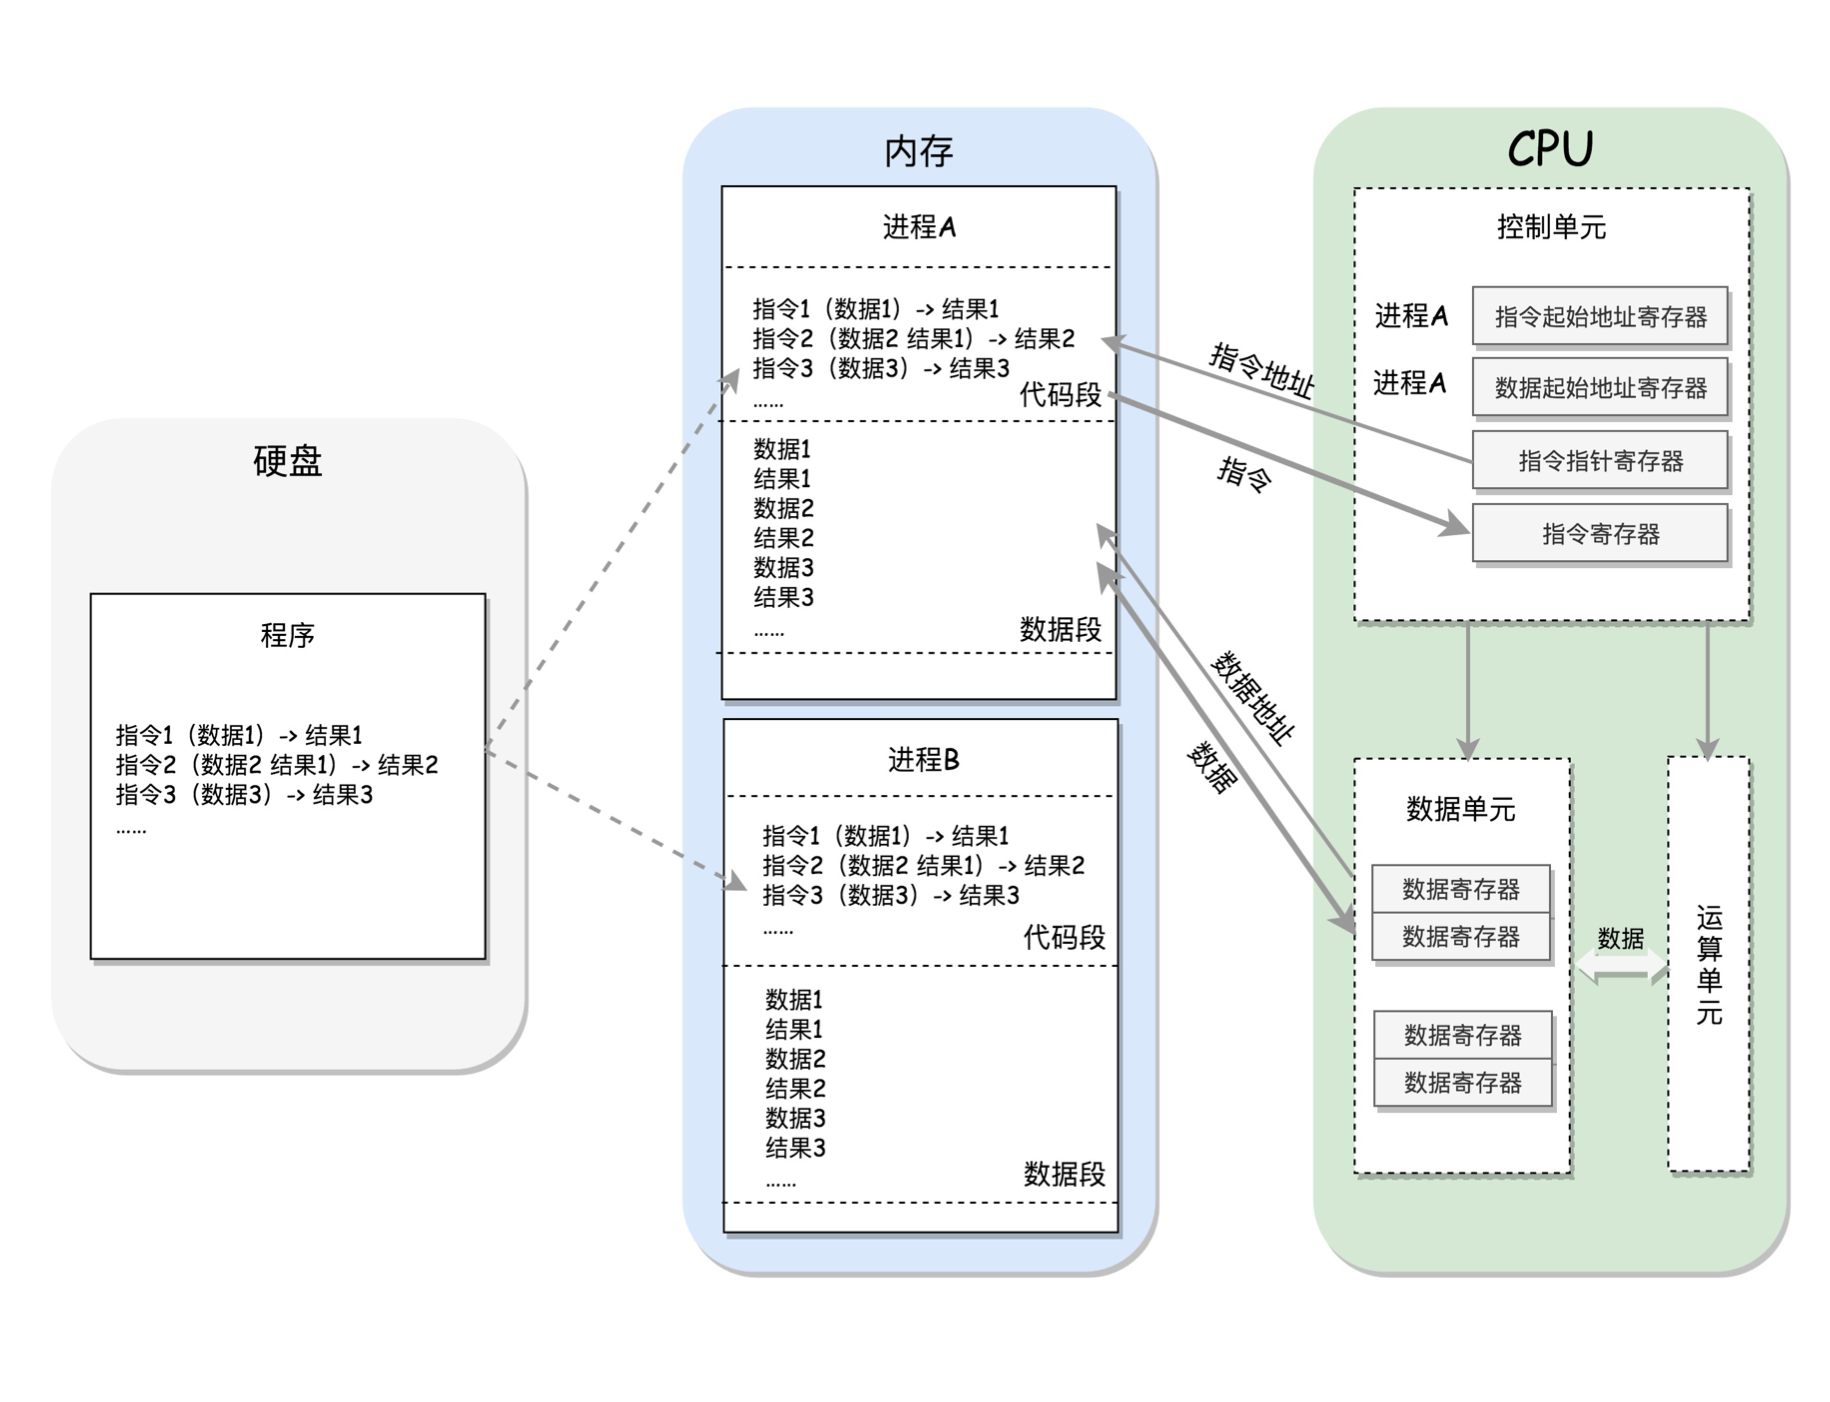 硬盘
程序
指令1（数据1）-> 结果1
指令2（数据2 结果1）-> 结果2
指令3（数据3）-> 结果3
……
内存
进程A
指令1（数据1）-> 结果1
指令2（数据2 结果1）-> 结果2
指令3（数据3）-> 结果3
……
代码段
数据1
结果1
数据2
结果2
数据3
结果3
……
数据段
进程B
指令1（数据1）-> 结果1
指令2（数据2 结果1）-> 结果2
指令3（数据3）-> 结果3
……
代码段
数据1
结果1
数据2
结果2
数据3
结果3
……
数据段
指令地址
指令
数据地址
数据
CPU
控制单元
进程A 指令起始地址寄存器
进程A 数据起始地址寄存器
指令指针寄存器
指令寄存器
数据单元
数据寄存器
数据寄存器
数据寄存器
数据寄存器
数据
运算单元